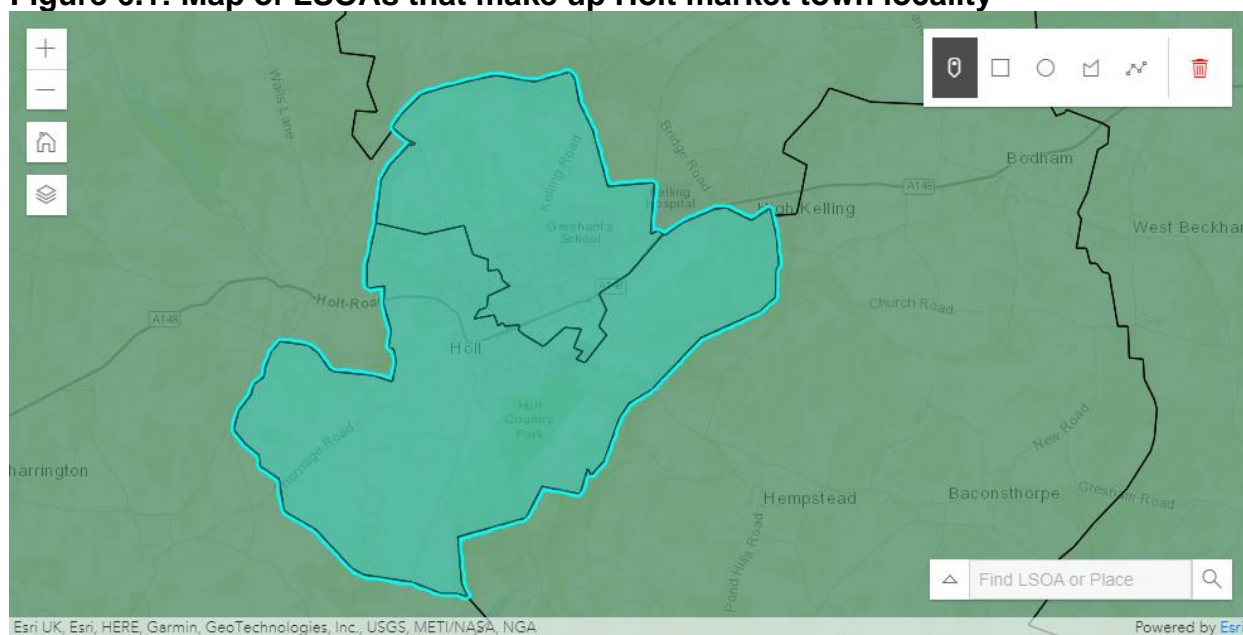 Figure 6.1: Map of LSOAs that make up Holt market town locality
Walls Lane
Kelling Road
Bridge Road
Bodham
A148
Kelling
Hospital
High Kelling
Gresham's
School
West Beckha
A148
Holt-Roa
A148
Church Road
Holt
Holt
Country
Park
New Road
Thornage Road
harrington
Hempstead
Baconsthorpe
Gresham-Road
Pond Hills Road
Find LSOA or Place
Esri UK, Esri, HERE, Garmin, GeoTechnologies, Inc., USGS, METI/NASA, NGA
Powered by Esri